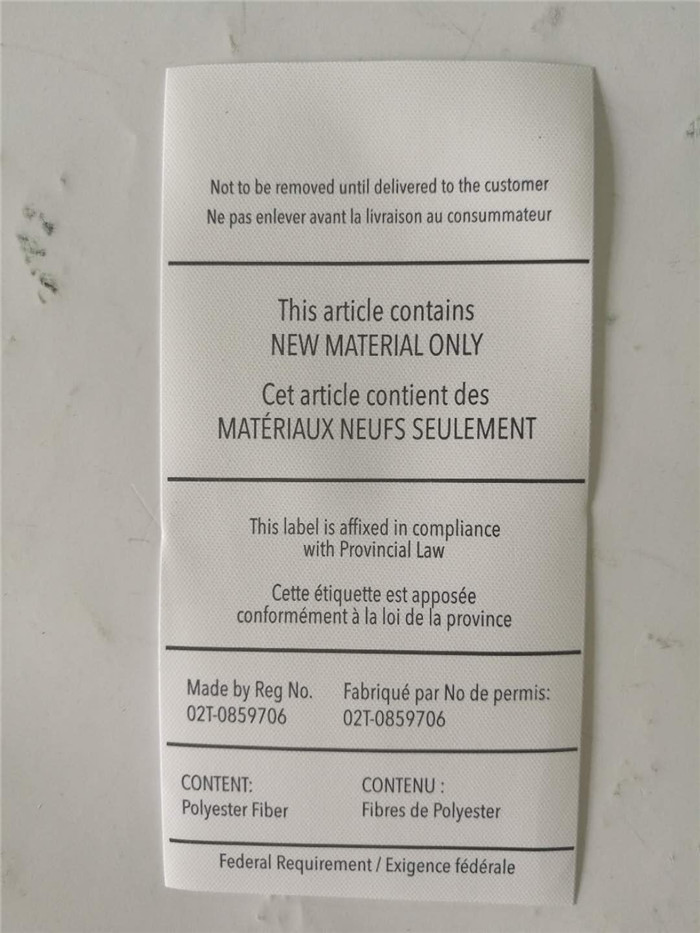 Not to be removed until delivered to the customer
Ne pas enlever avant la livraison au consummateur
This article contains
NEW MATERIAL ONLY
Cet article contient des
MATÉRIAUX NEUFS SEULEMENT
This label is affixed in compliance
with Provincial Law
Cette étiquette est apposée
conformément à la loi de la province
Made by Reg No.
02T-0859706
Fabriqué par No de permis:
02T-0859706
CONTENT:
Polyester Fiber
CONTENU :
Fibres de Polyester
Federal Requirement / Exigence fédérale